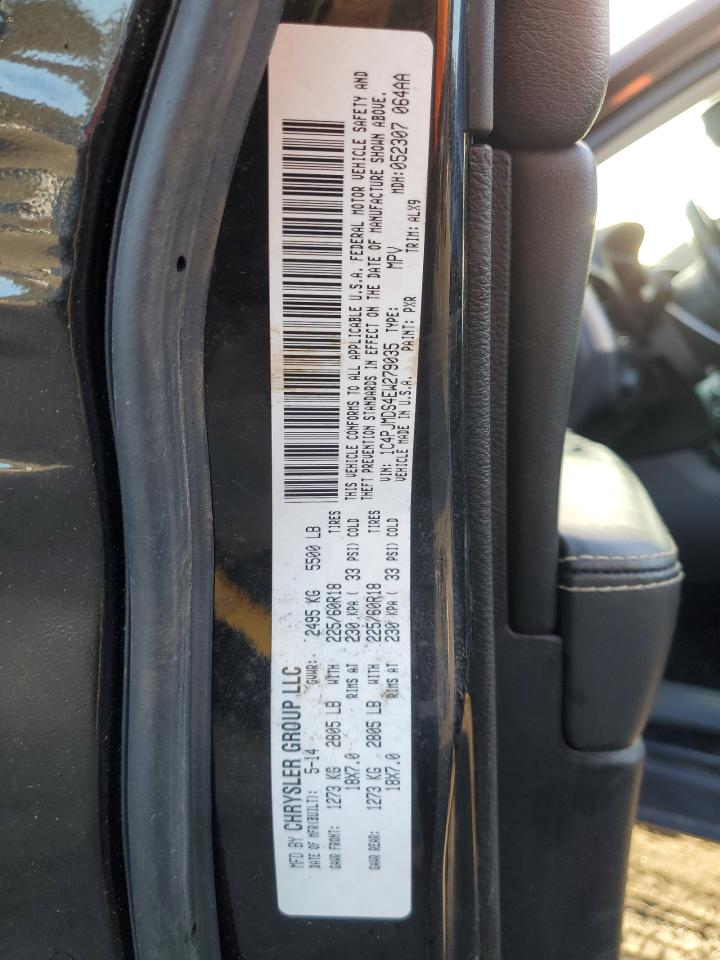 MFD BY CHRYSLER GROUP LLC
DATE OF MFR(BUILT): 5-14 GVWR: 2495 KG 5500 LB
GAWR FRONT: 1273 KG 2805 LB WITH 225/60R18 TIRES
18X7.0 RIMS AT 230 KPA ( 33 PSI) COLD
GAWR REAR: 1273 KG 2805 LB WITH 225/60R18 TIRES
18X7.0 RIMS AT 230 KPA ( 33 PSI) COLD
THIS VEHICLE CONFORMS TO ALL APPLICABLE U.S.A. FEDERAL MOTOR VEHICLE SAFETY AND
THEFT PREVENTION STANDARDS IN EFFECT ON THE DATE OF MANUFACTURE SHOWN ABOVE.
VIN: 1C4PJMDS4EW279035 TYPE: MPV MDH:052307 064AA
VEHICLE MADE IN U.S.A. PAINT: PXR TRIM: ALX9